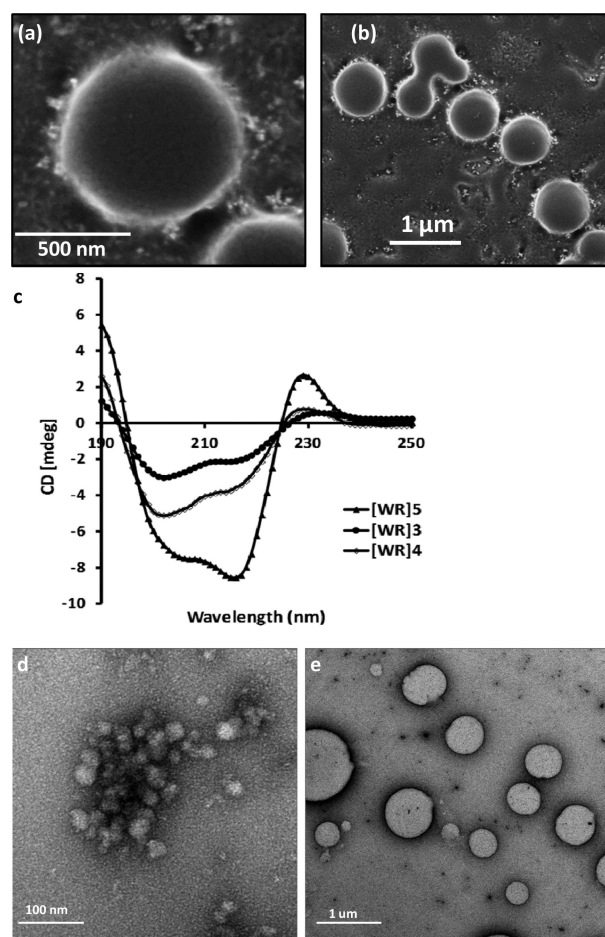 (a)
(b)
500 nm
1 μm
c
8
6
4
2
0
-2
-4
-6
-8
-10
190
210
230
250
CD [mdeg]
Wavelength (nm)
[WR]5
[WR]3
[WR]4
d
e
100 nm
1 um